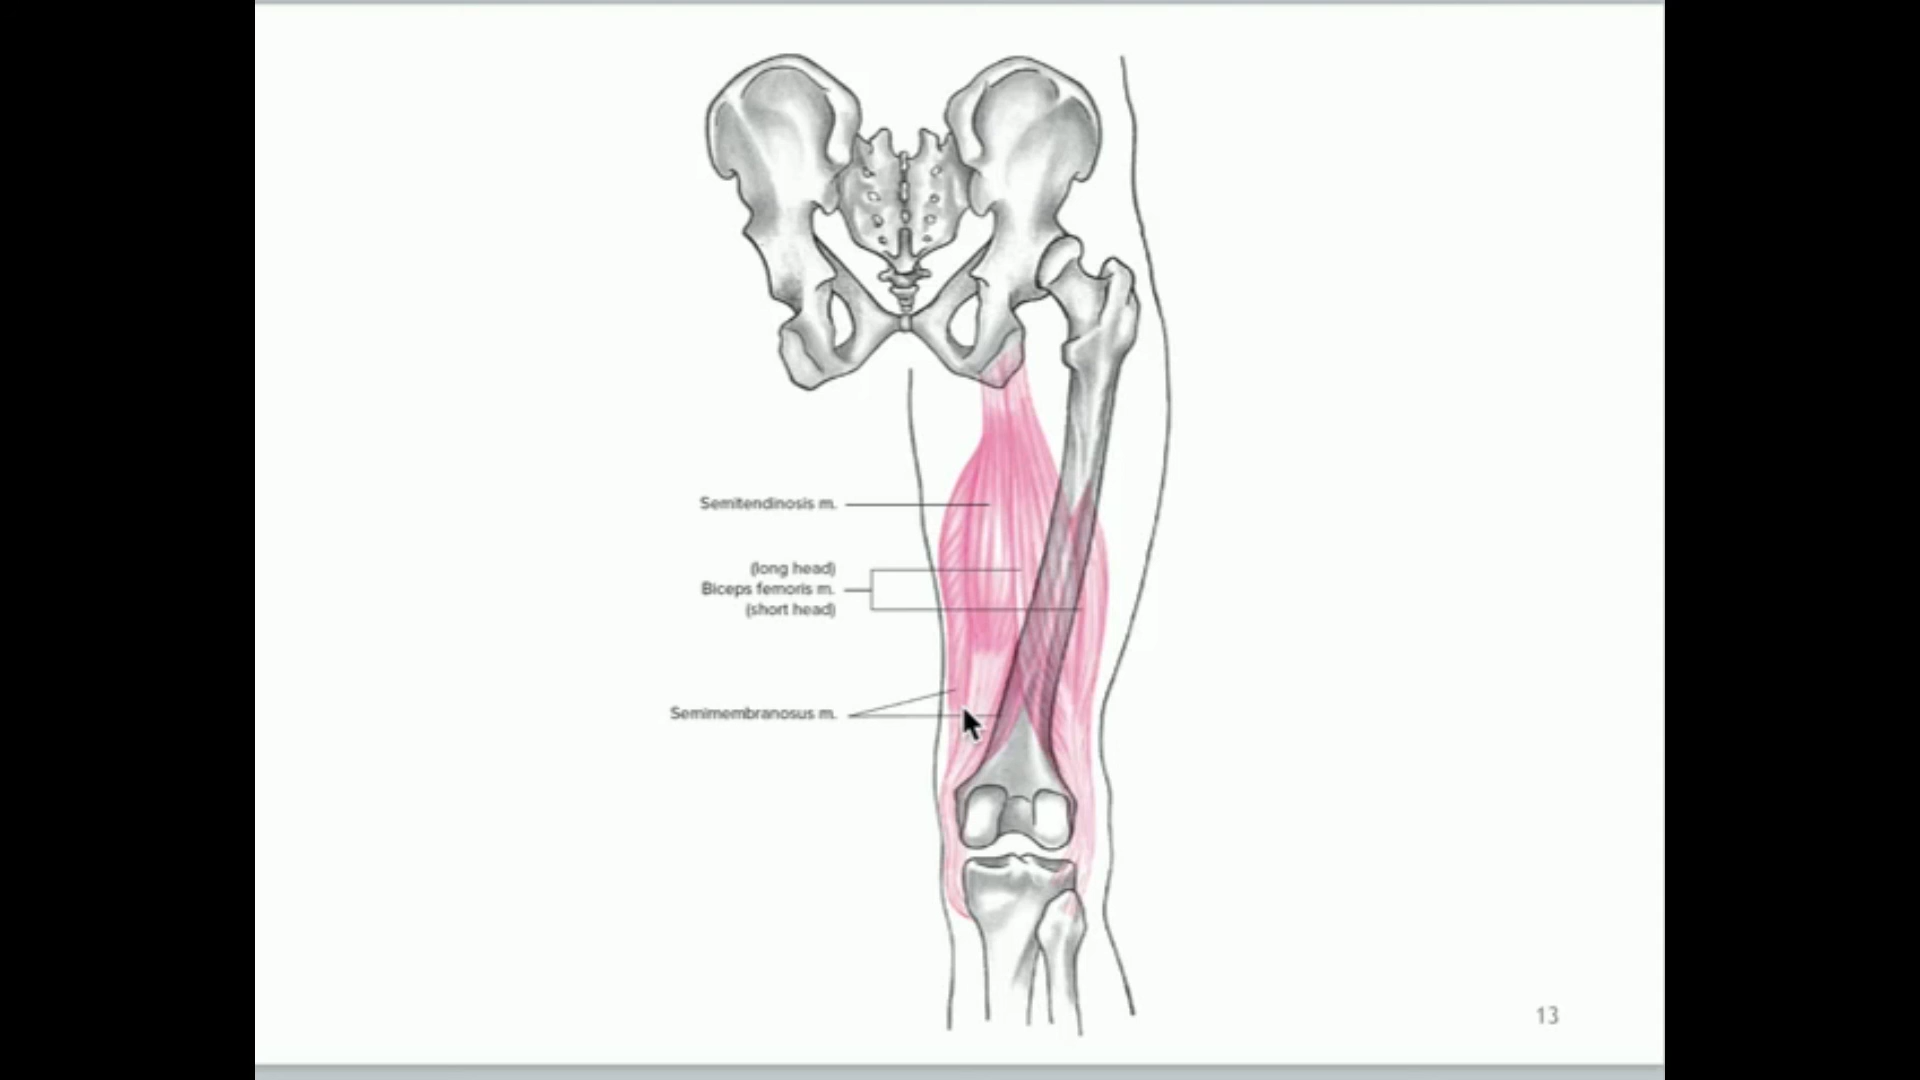 Semitendinosis m.
(long head)
Biceps femoris m.
(short head)
Semimembranosus m.
13